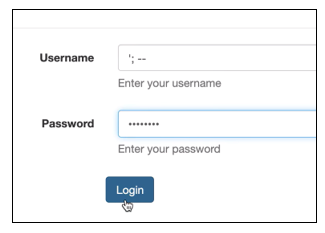 Username
'; --
Enter your username
Password
••••••••
Enter your password
Login